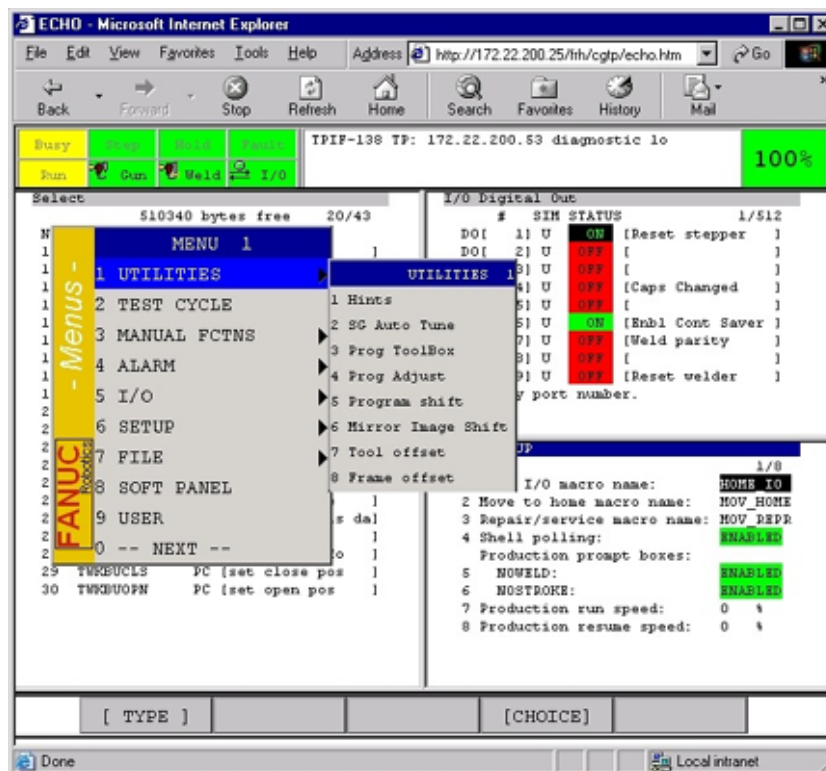 ECHO - Microsoft Internet Explorer
File Edit View Favorites Tools Help Address http://172.22.200.25/frh/cgtp/echo.htm Go
Back Forward Stop Refresh Home Search Favorites History Mail
Busy Step Hold Fault
Run Gun Weld I/O
TPIF-138 TP: 172.22.200.53 diagnostic lo
100%
Select
510340 bytes free 20/43
- Menus -
FANUC
Robotics
MENU 1
1 UTILITIES
2 TEST CYCLE
3 MANUAL FCTNS
4 ALARM
5 I/O
6 SETUP
7 FILE
8 SOFT PANEL
9 USER
0 -- NEXT --
UTILITIES 1
1 Hints
2 SG Auto Tune
3 Prog ToolBox
4 Prog Adjust
5 Program shift
6 Mirror Image Shift
7 Tool offset
8 Frame offset
29 TWKBUCLS PC [set close pos ]
30 TWKBUOPN PC [set open pos ]
I/O Digital Out
# SIM STATUS 1/512
DO[ 1] U ON [Reset stepper ]
DO[ 2] U OFF [ ]
3] U OFF [ ]
4] U OFF [Caps Changed ]
5] U OFF [ ]
6] U ON [Enbl Cont Saver ]
7] U OFF [Weld parity ]
8] U OFF [ ]
9] U OFF [Reset welder ]
port number.
1/8
I/O macro name: HOME_IO
2 Move to home macro name: MOV_HOME
3 Repair/service macro name: MOV_REPR
4 Shell polling: ENABLED
Production prompt boxes:
5 NOWELD: ENABLED
6 NOSTROKE: ENABLED
7 Production run speed: 0 %
8 Production resume speed: 0 %
[ TYPE ] [CHOICE]
Done Local intranet